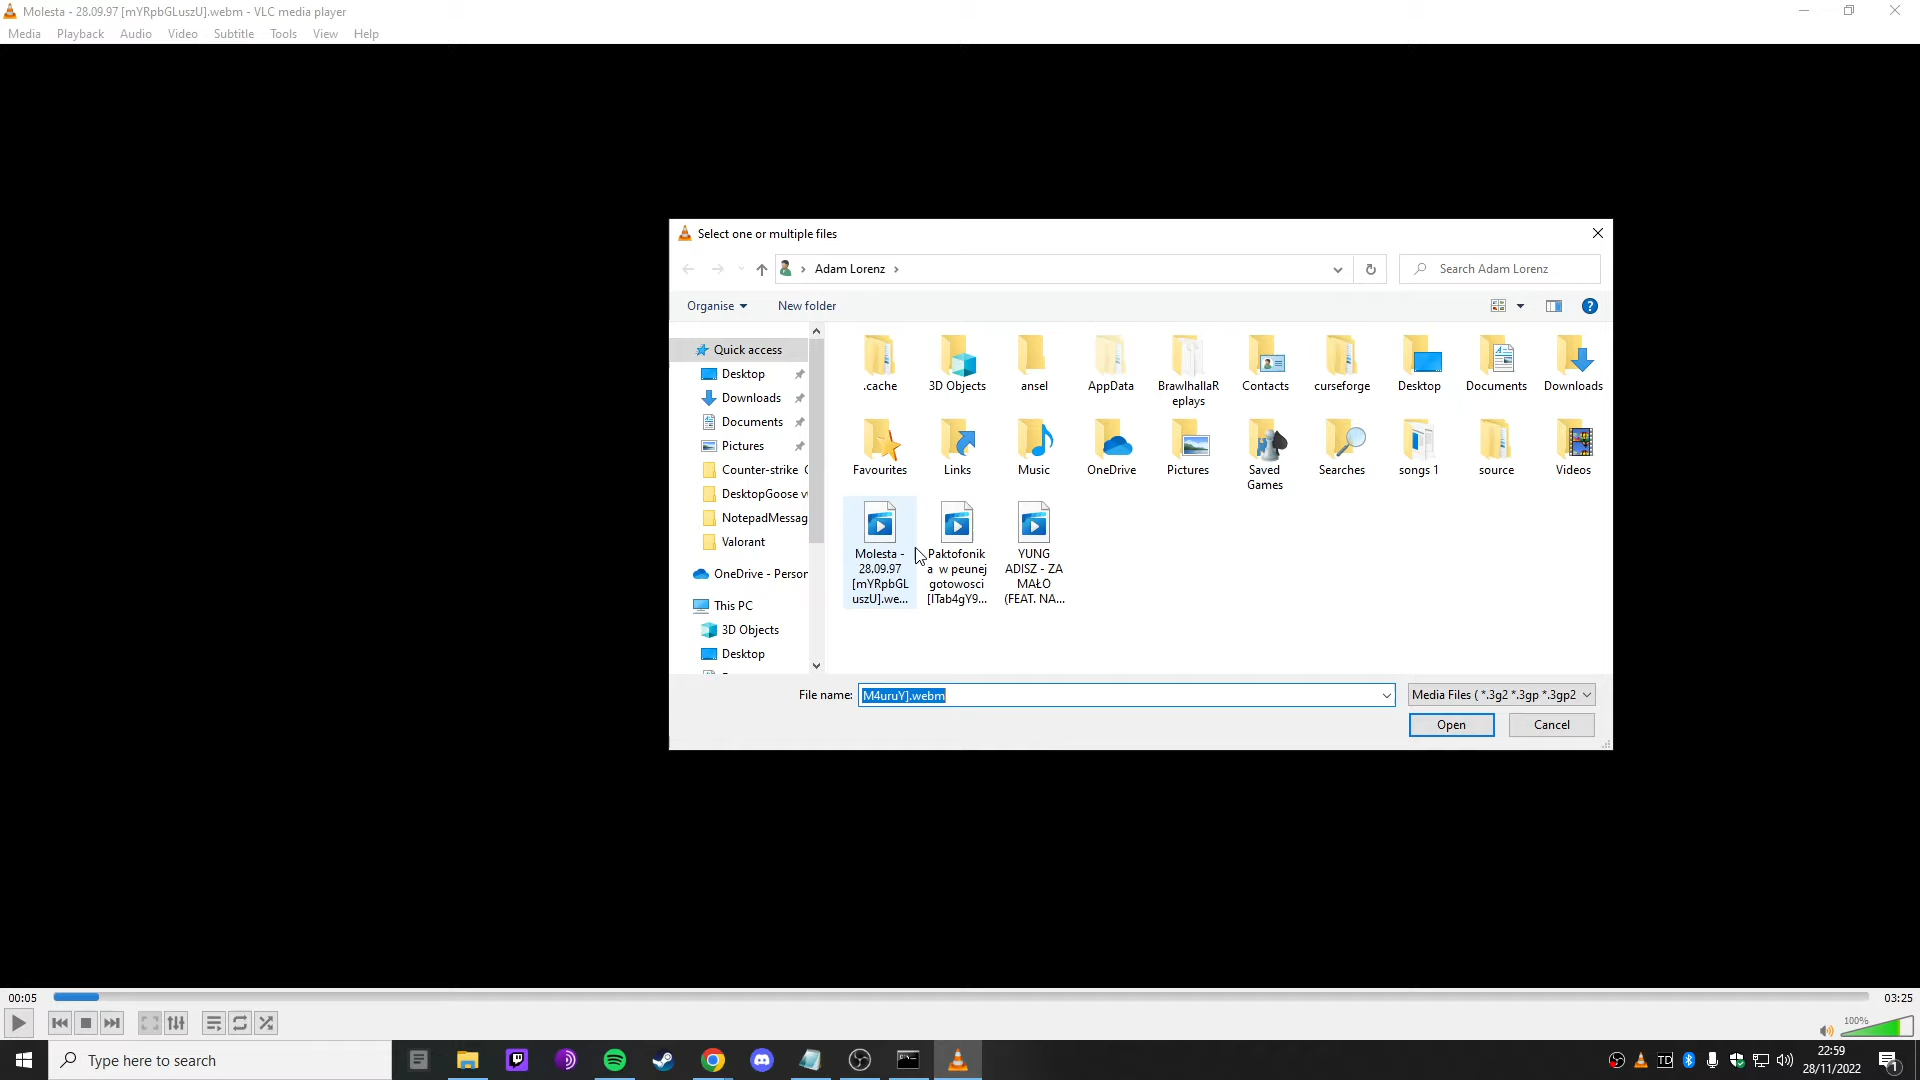 Molesta - 28.09.97 [mYRpbGLuszU].webm - VLC media player
Media Playback Audio Video Subtitle Tools View Help
Select one or multiple files
Adam Lorenz
Search Adam Lorenz
Organise New folder
Quick access
Desktop
Downloads
Documents
Pictures
Counter-strike
DesktopGoose v
NotepadMessag
Valorant
OneDrive - Person
This PC
3D Objects
Desktop
.cache
3D Objects
ansel
AppData
BrawlhallaR
eplays
Contacts
curseforge
Desktop
Documents
Downloads
Favourites
Links
Music
OneDrive
Pictures
Saved
Games
Searches
songs 1
source
Videos
Molesta -
28.09.97
[mYRpbGL
uszU].we...
Paktofonik
a w peunej
gotowosci
[ITab4gY9...
YUNG
ADISZ - ZA
MAŁO
(FEAT. NA...
File name: M4uruY].webm
Media Files ( *.3g2 *.3gp *.3gp2
Open Cancel
00:05
03:25
100%
Type here to search
TD
22:59
28/11/2022
1